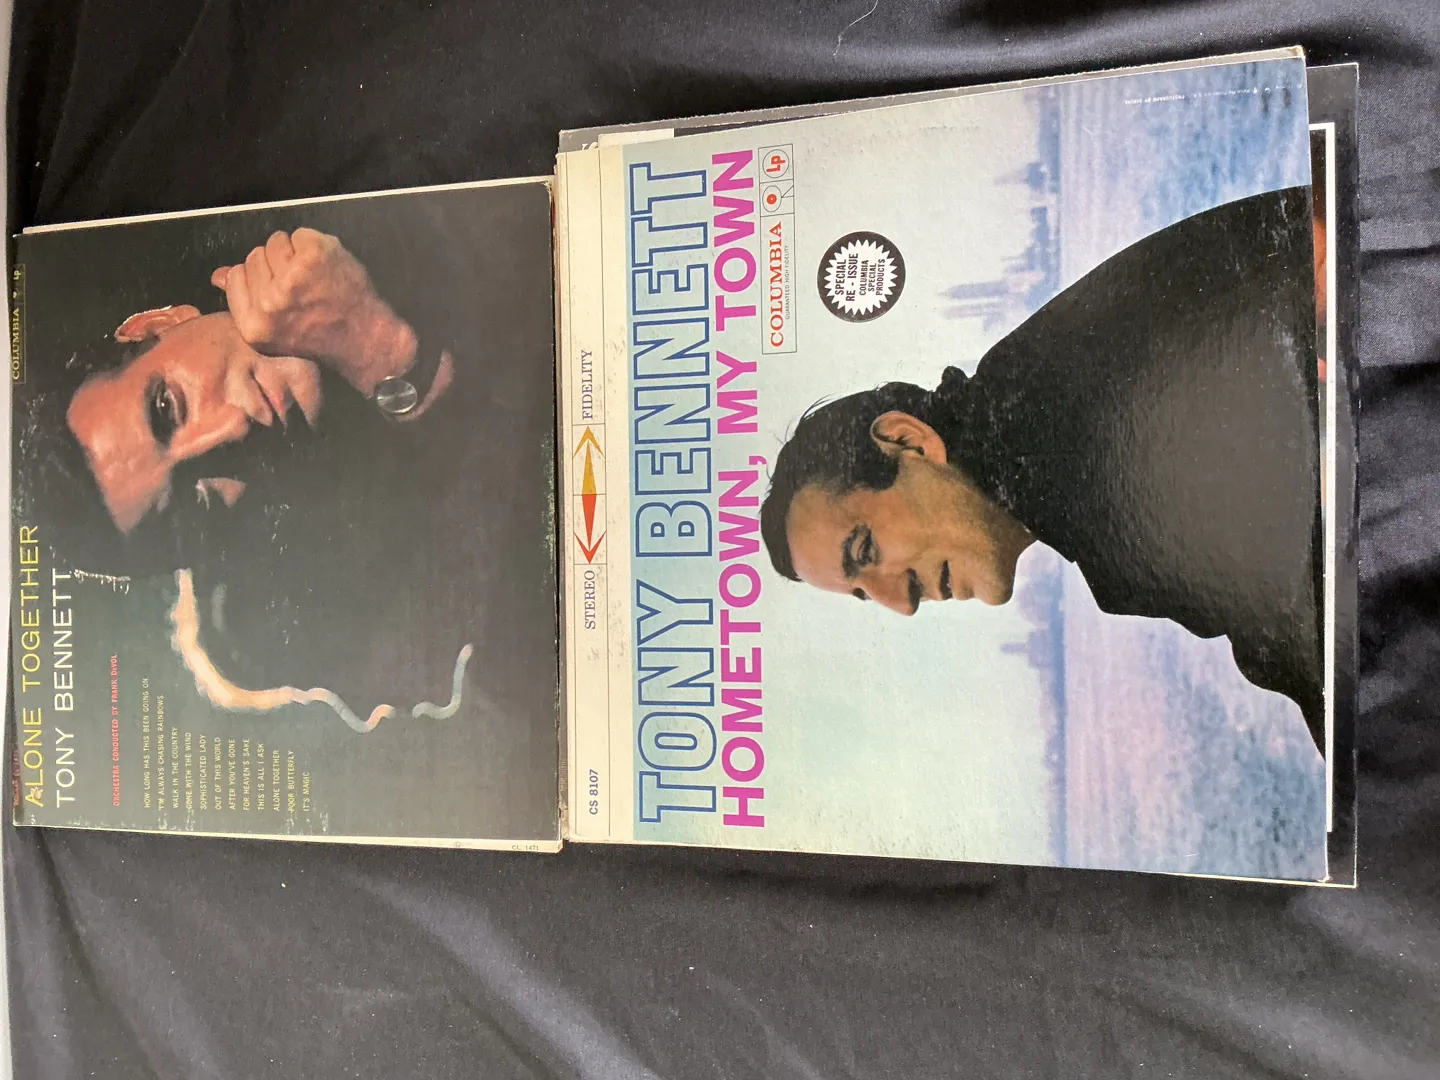 COLUMBIA Lp
ALONE TOGETHER
TONY BENNETT
ORCHESTRA CONDUCTED BY FRANK DeVOL
HOW LONG HAS THIS BEEN GOING ON
I'M ALWAYS CHASING RAINBOWS
WALK IN THE COUNTRY
GONE WITH THE WIND
SOPHISTICATED LADY
OUT OF THIS WORLD
AFTER YOU'VE GONE
FOR HEAVEN'S SAKE
THIS IS ALL I ASK
ALONE TOGETHER
POOR BUTTERFLY
IT'S MAGIC
CL 1471
CS 8107 STEREO FIDELITY
TONY BENNETT
HOMETOWN, MY TOWN
COLUMBIA Lp
GUARANTEED HIGH FIDELITY
SPECIAL
RE-ISSUE
COLUMBIA
SPECIAL
PRODUCTS